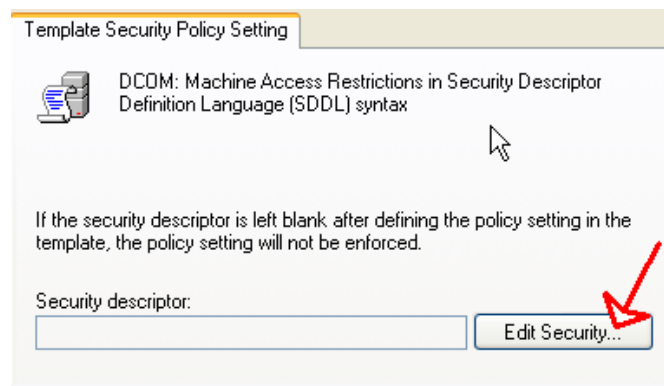 Template Security Policy Setting
DCOM: Machine Access Restrictions in Security Descriptor
Definition Language (SDDL) syntax
If the security descriptor is left blank after defining the policy setting in the
template, the policy setting will not be enforced.
Security descriptor:
Edit Security...